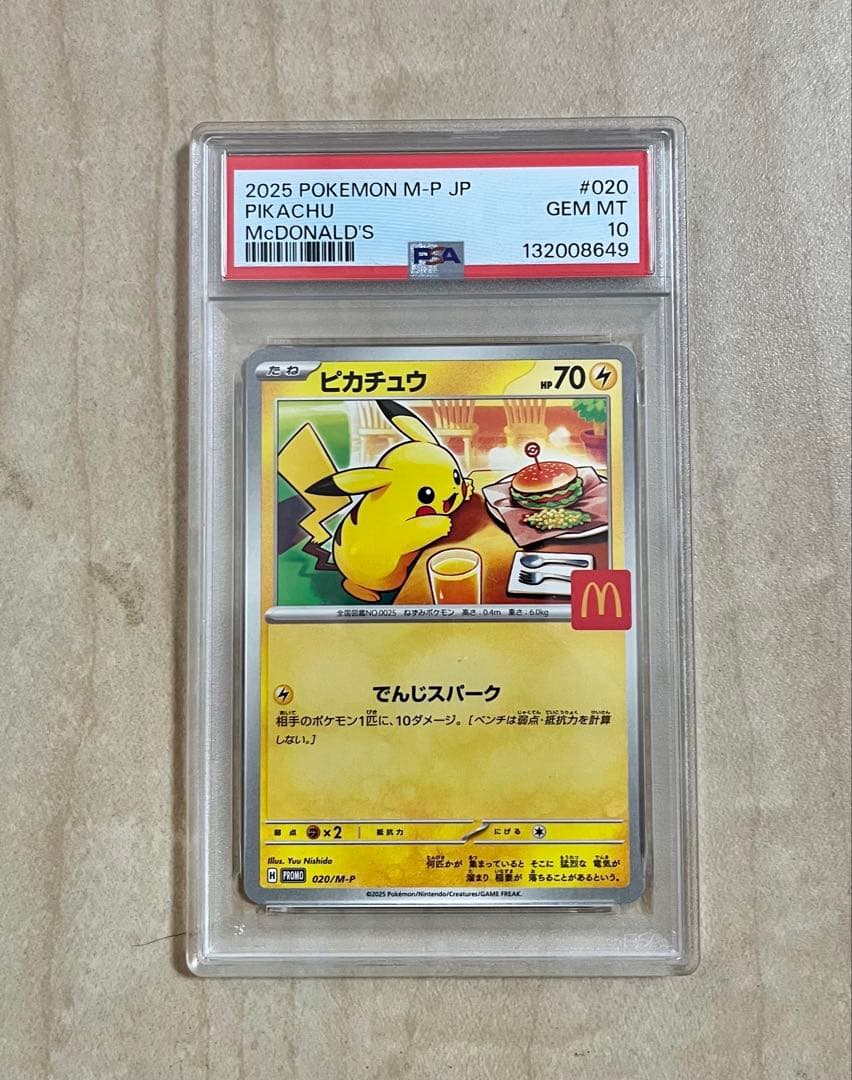 2025 POKEMON M-P JP #020
PIKACHU GEM MT
McDONALD'S 10
PSA 132008649
たね ピカチュウ HP70
M
全国図鑑NO.0025 ねずみポケモン 高さ:0.4m 重さ:6.0kg
でんじスパーク
相手のポケモン1匹に、10ダメージ。[ベンチは弱点・抵抗力を計算
しない。]
弱点 ×2 抵抗力 にげる
Illus. Yuu Nishida
何匹かが 集まっていると そこに 猛烈な 電気が
H PROMO 020/M-P
溜まり 稲妻が 落ちることがあるという。
©2025 Pokémon/Nintendo/Creatures/GAME FREAK.